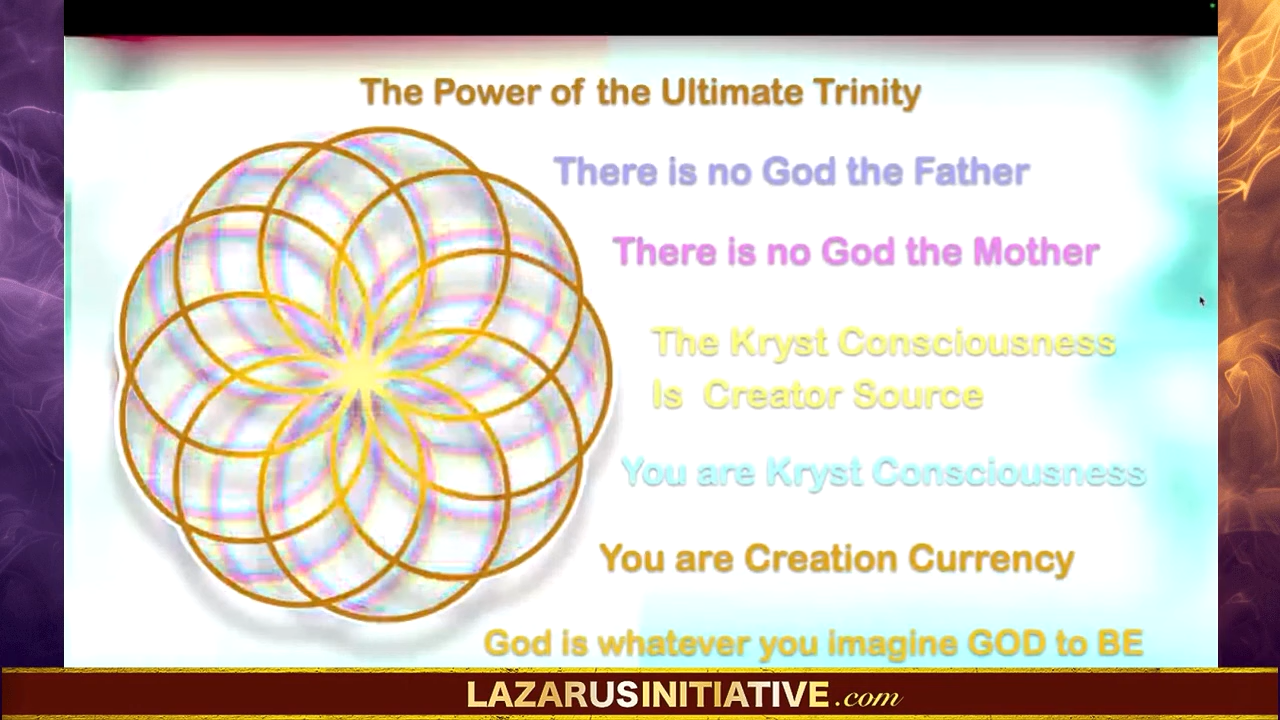 The Power of the Ultimate Trinity
There is no God the Father
There is no God the Mother
The Kryst Consciousness
Is Creator Source
You are Kryst Consciousness
You are Creation Currency
God is whatever you imagine GOD to BE
LAZARUSINITIATIVE.com